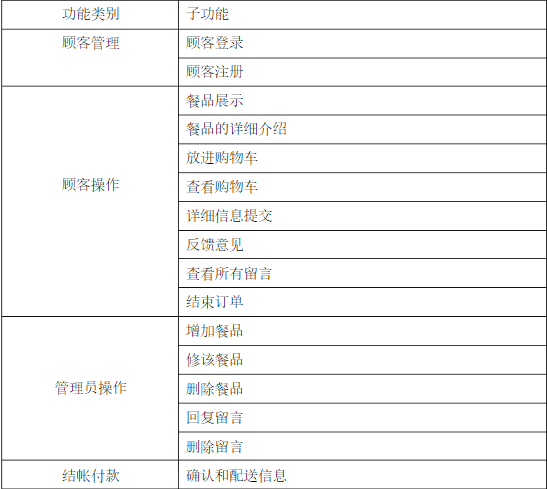 功能类别 子功能
顾客管理 顾客登录
顾客注册
餐品展示
餐品的详细介绍
放进购物车
顾客操作 查看购物车
详细信息提交
反馈意见
查看所有留言
结束订单
增加餐品
修该餐品
管理员操作 删除餐品
回复留言
删除留言
结帐付款 确认和配送信息